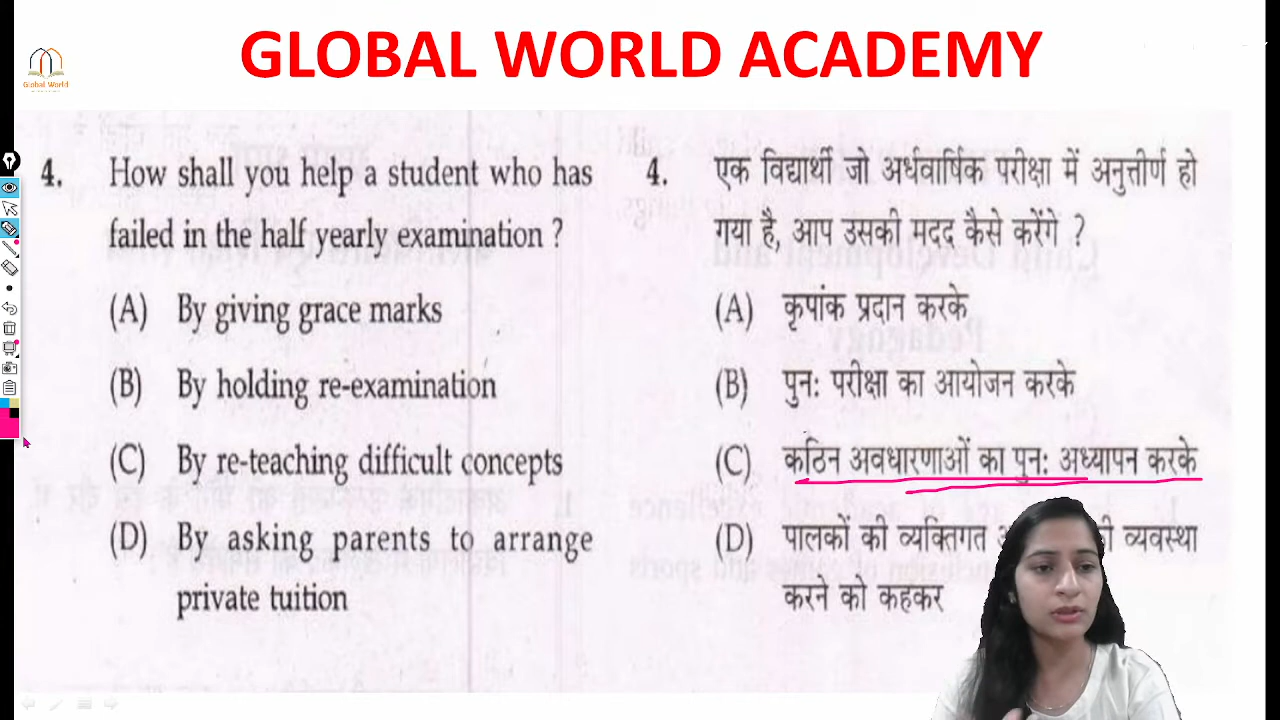 GLOBAL WORLD ACADEMY
Global World
4. How shall you help a student who has
failed in the half yearly examination ?
(A) By giving grace marks
(B) By holding re-examination
(C) By re-teaching difficult concepts
(D) By asking parents to arrange
private tuition
4. एक विद्यार्थी जो अर्धवार्षिक परीक्षा में अनुत्तीर्ण हो
गया है, आप उसकी मदद कैसे करेंगे ?
(A) कृपांक प्रदान करके
(B) पुन: परीक्षा का आयोजन करके
(C) कठिन अवधारणाओं का पुन: अध्यापन करके
(D) पालकों की व्यक्तिगत व्यवस्था
करने को कहकर